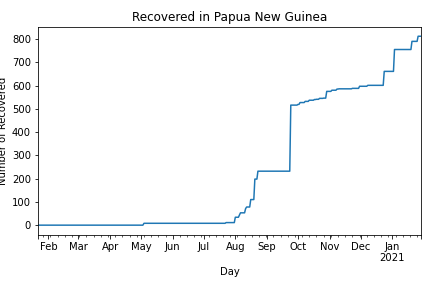 Recovered in Papua New Guinea
Number of Recovered
800
700
600
500
400
300
200
100
0
Feb Mar Apr May Jun Jul Aug Sep Oct Nov Dec Jan
2021
Day